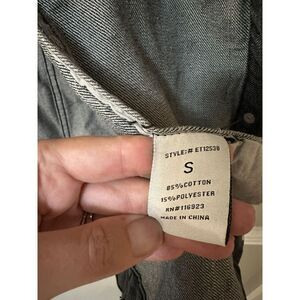 STYLE:# ET12538
S
85%COTTON
15%POLYESTER
RN#116923
MADE IN CHINA